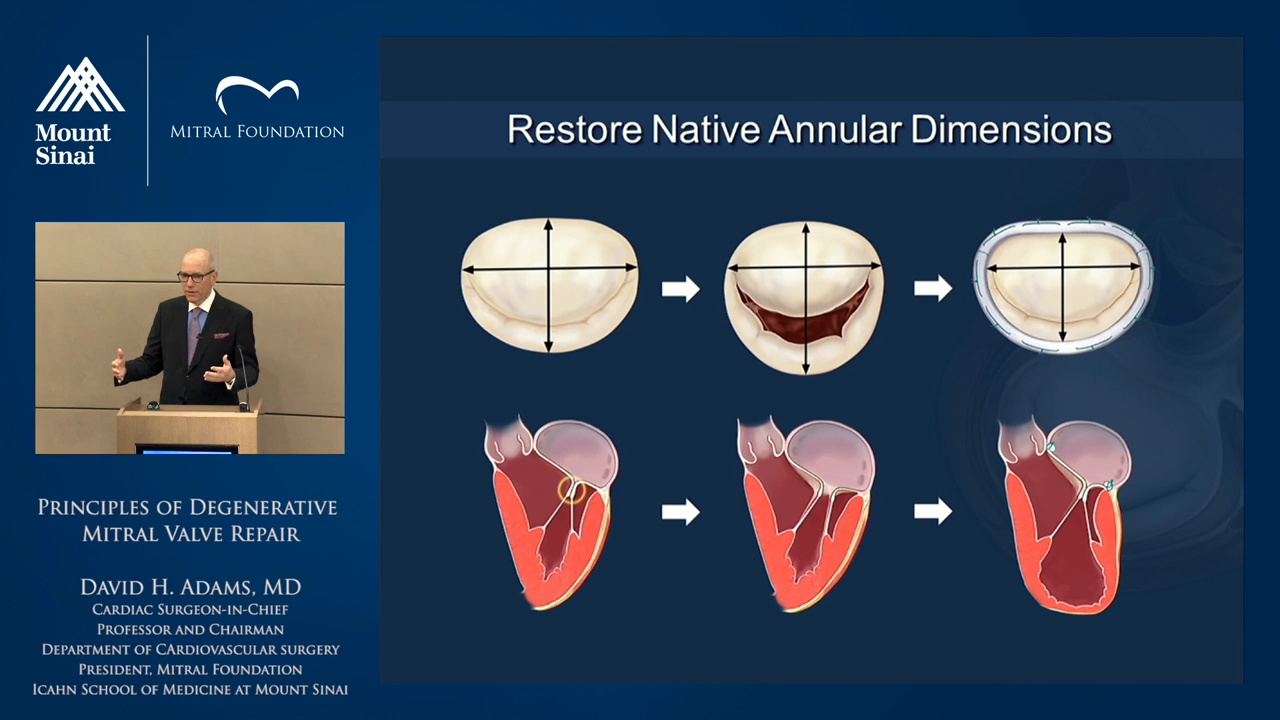 Mount
Sinai
MITRAL FOUNDATION
Restore Native Annular Dimensions
PRINCIPLES OF DEGENERATIVE
MITRAL VALVE REPAIR
DAVID H. ADAMS, MD
CARDIAC SURGEON-IN-CHIEF
PROFESSOR AND CHAIRMAN
DEPARTMENT OF CARDIOVASCULAR SURGERY
PRESIDENT, MITRAL FOUNDATION
ICAHN SCHOOL OF MEDICINE AT MOUNT SINAI